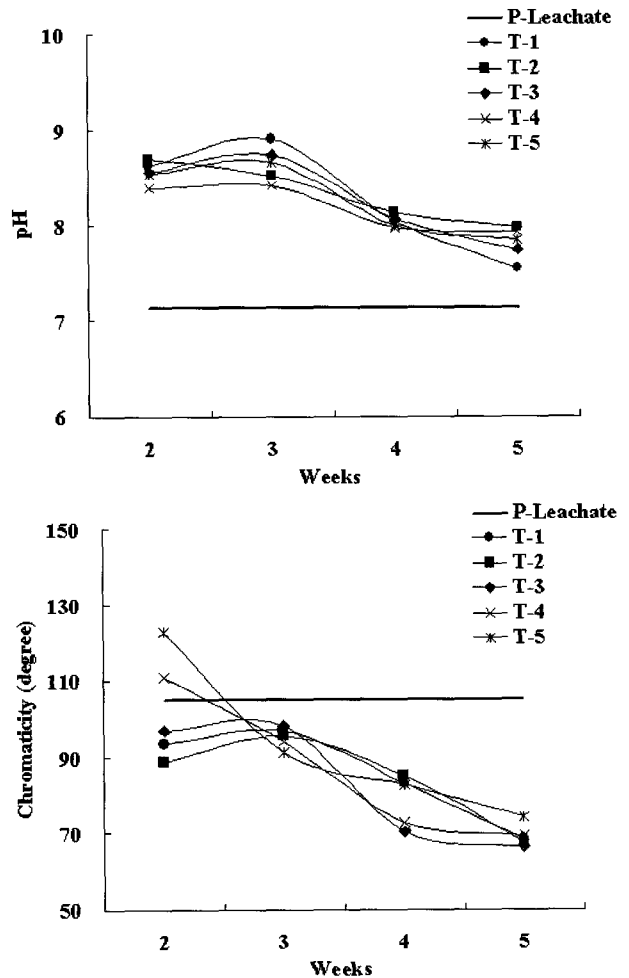 10
9
8
7
6
pH
2 3 4 5
Weeks
P-Leachate
T-1
T-2
T-3
T-4
T-5
150
130
110
90
70
50
Chromaticity (degree)
2 3 4 5
Weeks
P-Leachate
T-1
T-2
T-3
T-4
T-5